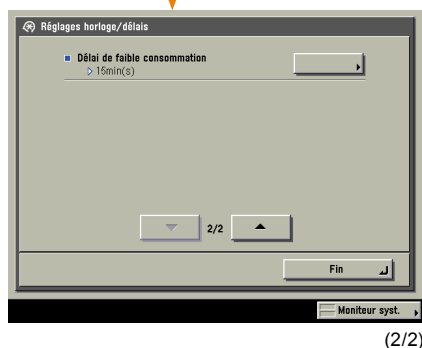 Réglages horloge/délais
Délai de faible consommation
15min(s)
2/2
Fin
Moniteur syst.
(2/2)